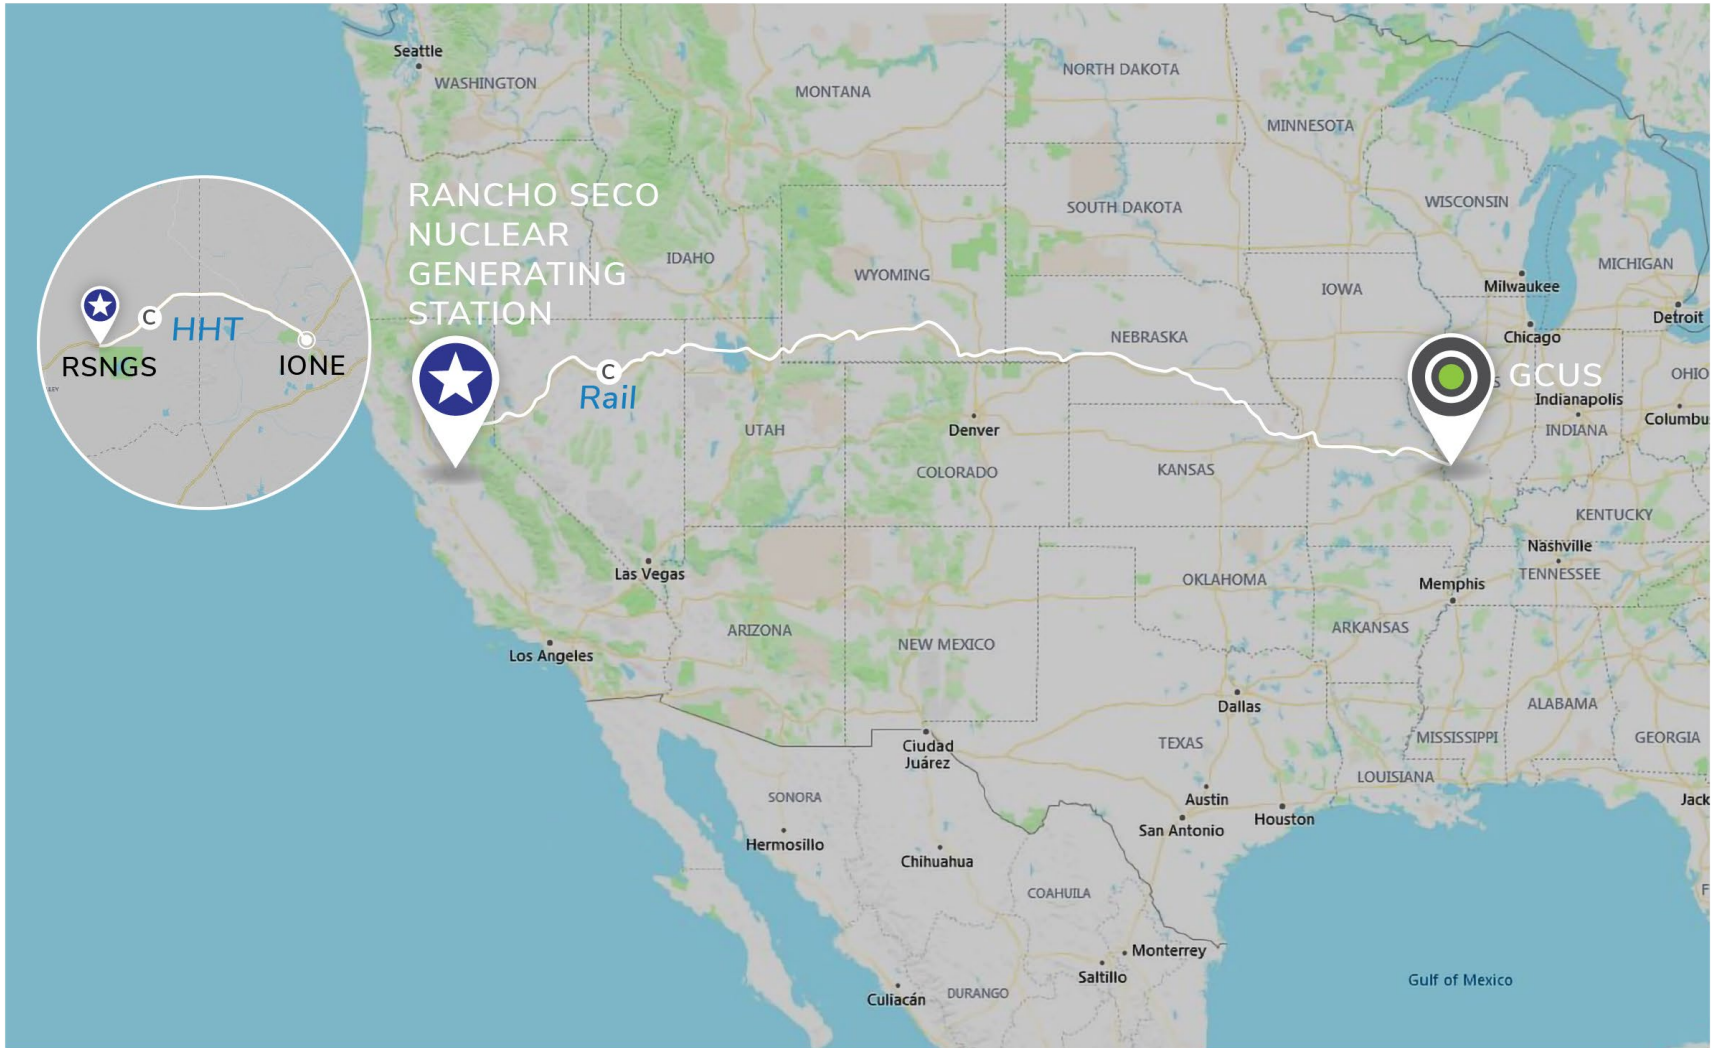 Seattle
WASHINGTON
MONTANA
NORTH DAKOTA
MINNESOTA
RANCHO SECO
NUCLEAR
GENERATING
STATION
IDAHO
WYOMING
SOUTH DAKOTA
WISCONSIN
MICHIGAN
IOWA
Milwaukee
Detroit
Chicago
NEBRASKA
C
HHT
RSNGS
IONE
C
Rail
GCUS
OHIO
Indianapolis
Columbu
INDIANA
UTAH
Denver
COLORADO
KANSAS
KENTUCKY
Nashville
TENNESSEE
Las Vegas
OKLAHOMA
Memphis
ARKANSAS
Los Angeles
ARIZONA
NEW MEXICO
Dallas
ALABAMA
TEXAS
MISSISSIPPI
GEORGIA
Ciudad
Juárez
LOUISIANA
SONORA
Austin
San Antonio
Houston
Jack
Hermosillo
Chihuahua
COAHUILA
F
Monterrey
Saltillo
Culiacán
DURANGO
Gulf of Mexico